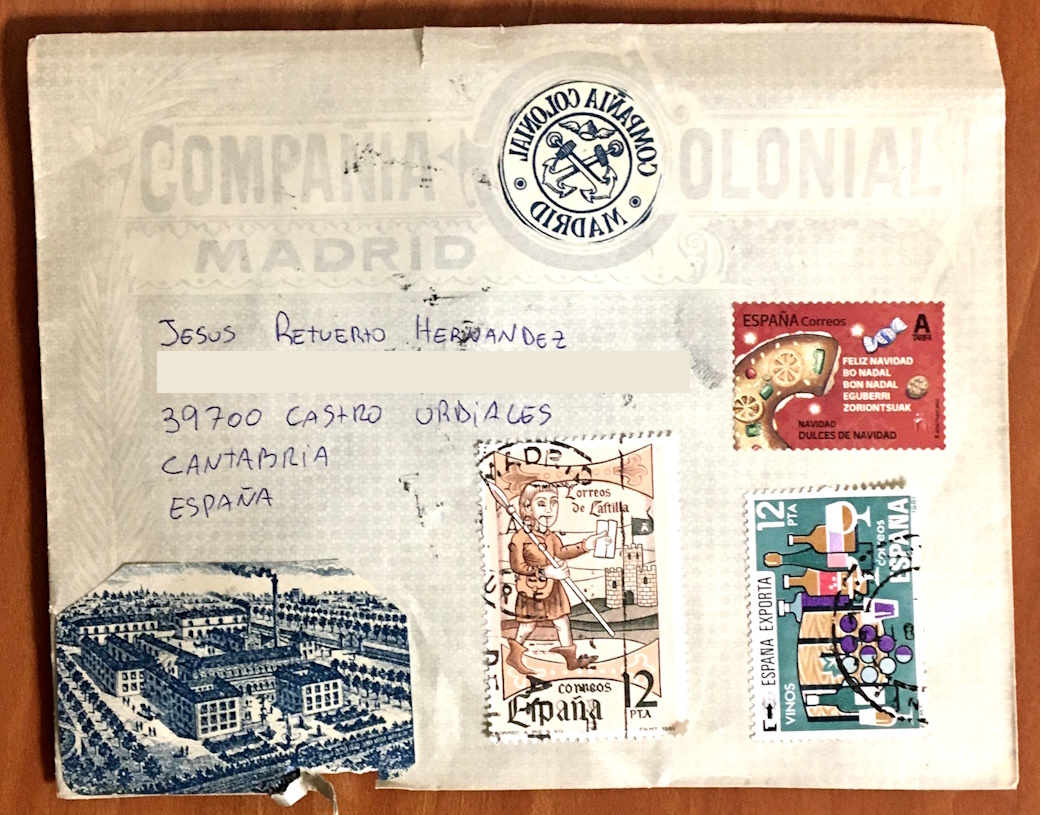 COMPAÑIA COLONIAL
MADRID
COMPAÑIA COLONIAL
MADRID
JESUS RETUERTO HERNANDEZ
39700 CASTRO URDIALES
CANTABRIA
ESPAÑA
ESPAÑA Correos
A
TARIFA
FELIZ NAVIDAD
BO NADAL
BON NADAL
EGUBERRI
ZORIONTSUAK
NAVIDAD
DULCES DE NAVIDAD
MADRID
Correos
de Castilla
CORREOS
España
12
PTA
12
PTA
correos
ESPAÑA
ESPAÑA EXPORTA
VINOS